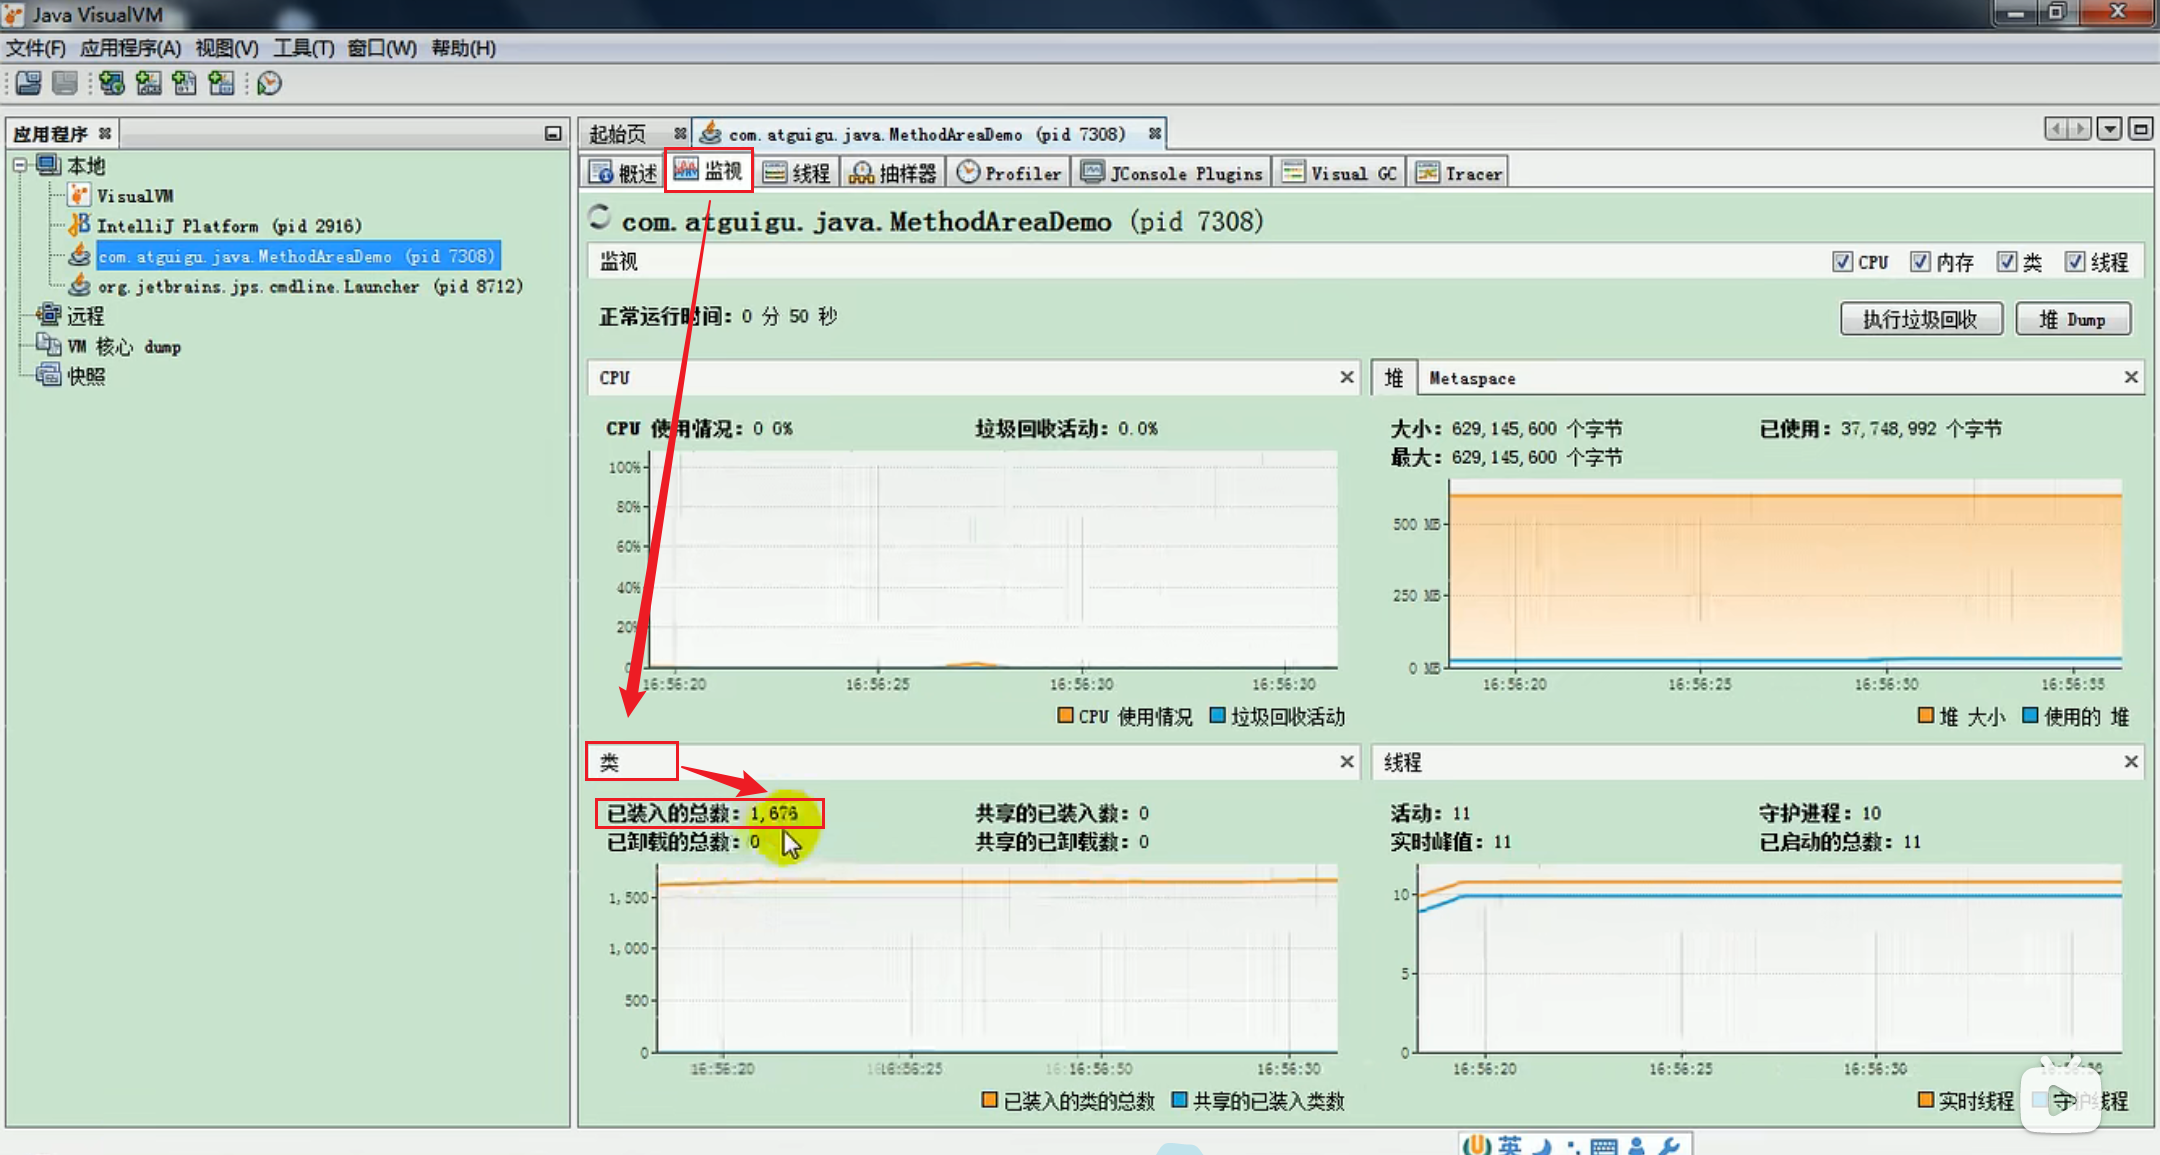 Java VisualVM
文件(F) 应用程序(A) 视图(V) 工具(T) 窗口(W) 帮助(H)
应用程序
本地
VisualVM
IntelliJ Platform (pid 2916)
com.atguigu.java.MethodAreaDemo (pid 7308)
org.jetbrains.jps.cmdline.Launcher (pid 8712)
远程
VM 核心 dump
快照
起始页 com.atguigu.java.MethodAreaDemo (pid 7308)
概述 监视 线程 抽样器 Profiler JConsole Plugins Visual GC Tracer
com.atguigu.java.MethodAreaDemo (pid 7308)
监视 CPU 内存 类 线程
正常运行时间: 0 分 50 秒 执行垃圾回收 堆 Dump
CPU
CPU 使用情况: 0 0% 垃圾回收活动: 0.0%
100%
80%
60%
40%
20%
0
16:56:20 16:56:25 16:56:30 16:56:30
CPU 使用情况 垃圾回收活动
堆 Metaspace
大小: 629,145,600 个字节 已使用: 37,748,992 个字节
最大: 629,145,600 个字节
500 MB
250 MB
0 MB
16:56:20 16:56:25 16:56:30 16:56:35
堆 大小 使用的 堆
类
已装入的总数: 1,676 共享的已装入数: 0
已卸载的总数: 0 共享的已卸载数: 0
1,500
1,000
500
0
16:56:20 16:56:25 16:56:30
已装入的类的总数 共享的已装入类数
线程
活动: 11 守护进程: 10
实时峰值: 11 已启动的总数: 11
10
5
0
16:56:20 16:56:25 16:56:30
实时线程 守护线程
英